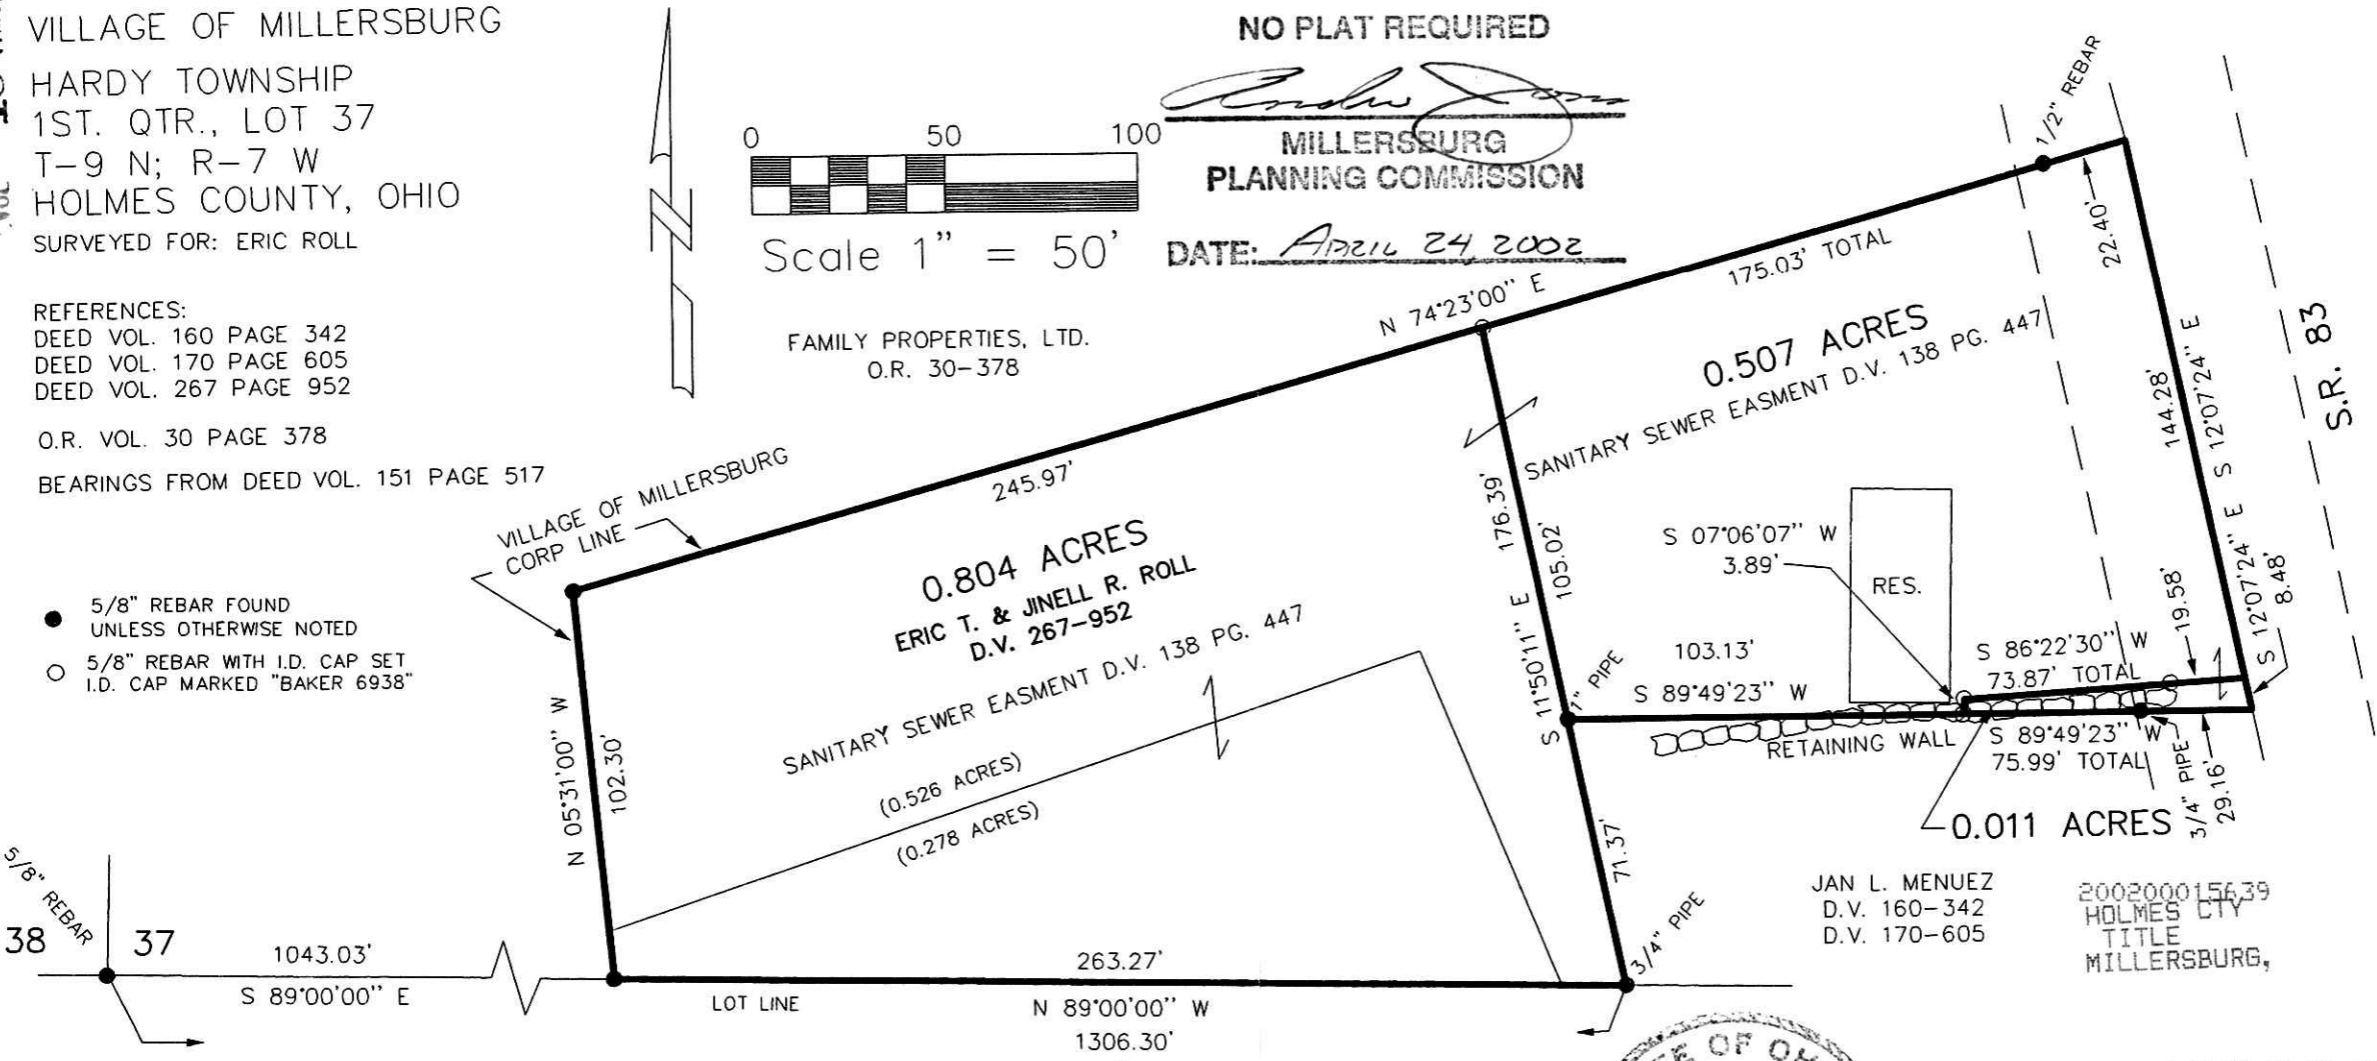 VILLAGE OF MILLERSBURG
HARDY TOWNSHIP
1ST. QTR., LOT 37
T-9 N; R-7 W
HOLMES COUNTY, OHIO
SURVEYED FOR: ERIC ROLL
REFERENCES:
DEED VOL. 160 PAGE 342
DEED VOL. 170 PAGE 605
DEED VOL. 267 PAGE 952
O.R. VOL. 30 PAGE 378
BEARINGS FROM DEED VOL. 151 PAGE 517
5/8" REBAR FOUND
UNLESS OTHERWISE NOTED
5/8" REBAR WITH I.D. CAP SET
I.D. CAP MARKED "BAKER 6938"
N
0 50 100
Scale 1" = 50'
NO PLAT REQUIRED
MILLERSBURG
PLANNING COMMISSION
DATE: APRIL 24, 2002
FAMILY PROPERTIES, LTD.
O.R. 30-378
VILLAGE OF MILLERSBURG
CORP LINE
245.97'
N 74°23'00" E
175.03' TOTAL
1/2" REBAR
22.40'
0.507 ACRES
SANITARY SEWER EASMENT D.V. 138 PG. 447
144.28'
S 12°07'24" E
S.R. 83
0.804 ACRES
ERIC T. & JINELL R. ROLL
D.V. 267-952
SANITARY SEWER EASMENT D.V. 138 PG. 447
(0.526 ACRES)
(0.278 ACRES)
N 05°31'00" W
102.30'
S 11°50'11" E 176.39'
105.02'
71.37'
1" PIPE
S 07°06'07" W
3.89'
RES.
103.13'
S 89°49'23" W
S 86°22'30" W
73.87' TOTAL
19.58'
S 12°07'24" E
8.48'
RETAINING WALL
S 89°49'23" W
75.99' TOTAL
3/4" PIPE
29.16'
0.011 ACRES
JAN L. MENUEZ
D.V. 160-342
D.V. 170-605
200200015639
HOLMES CTY
TITLE
MILLERSBURG,
5/8" REBAR
38 37
1043.03'
S 89°00'00" E
LOT LINE
263.27'
N 89°00'00" W
1306.30'
3/4" PIPE
OF